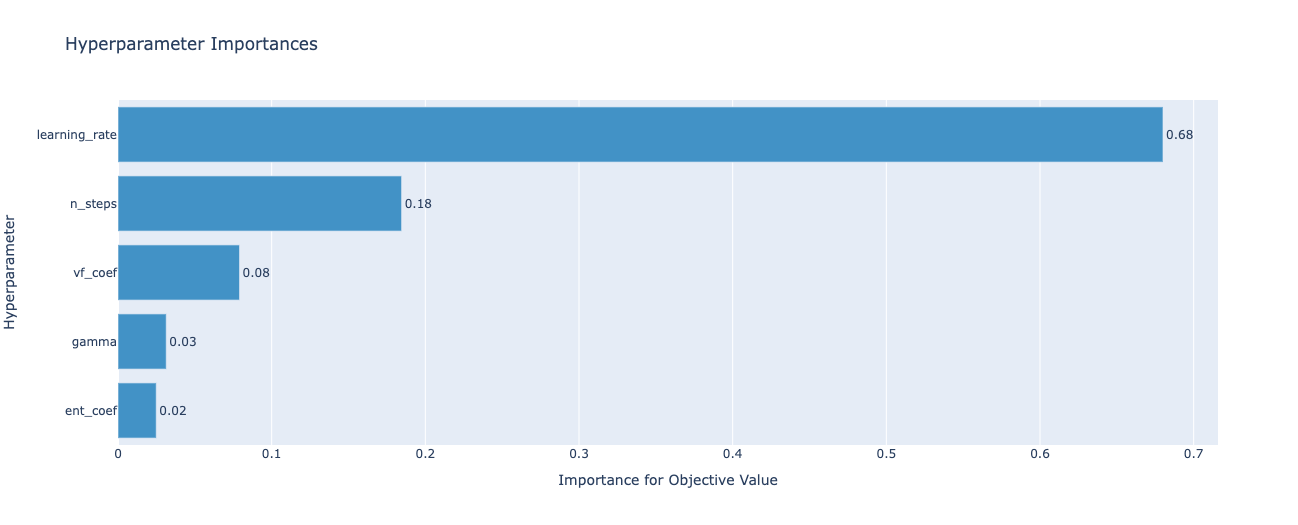 Hyperparameter Importances
Hyperparameter
learning_rate 0.68
n_steps 0.18
vf_coef 0.08
gamma 0.03
ent_coef 0.02
0 0.1 0.2 0.3 0.4 0.5 0.6 0.7
Importance for Objective Value